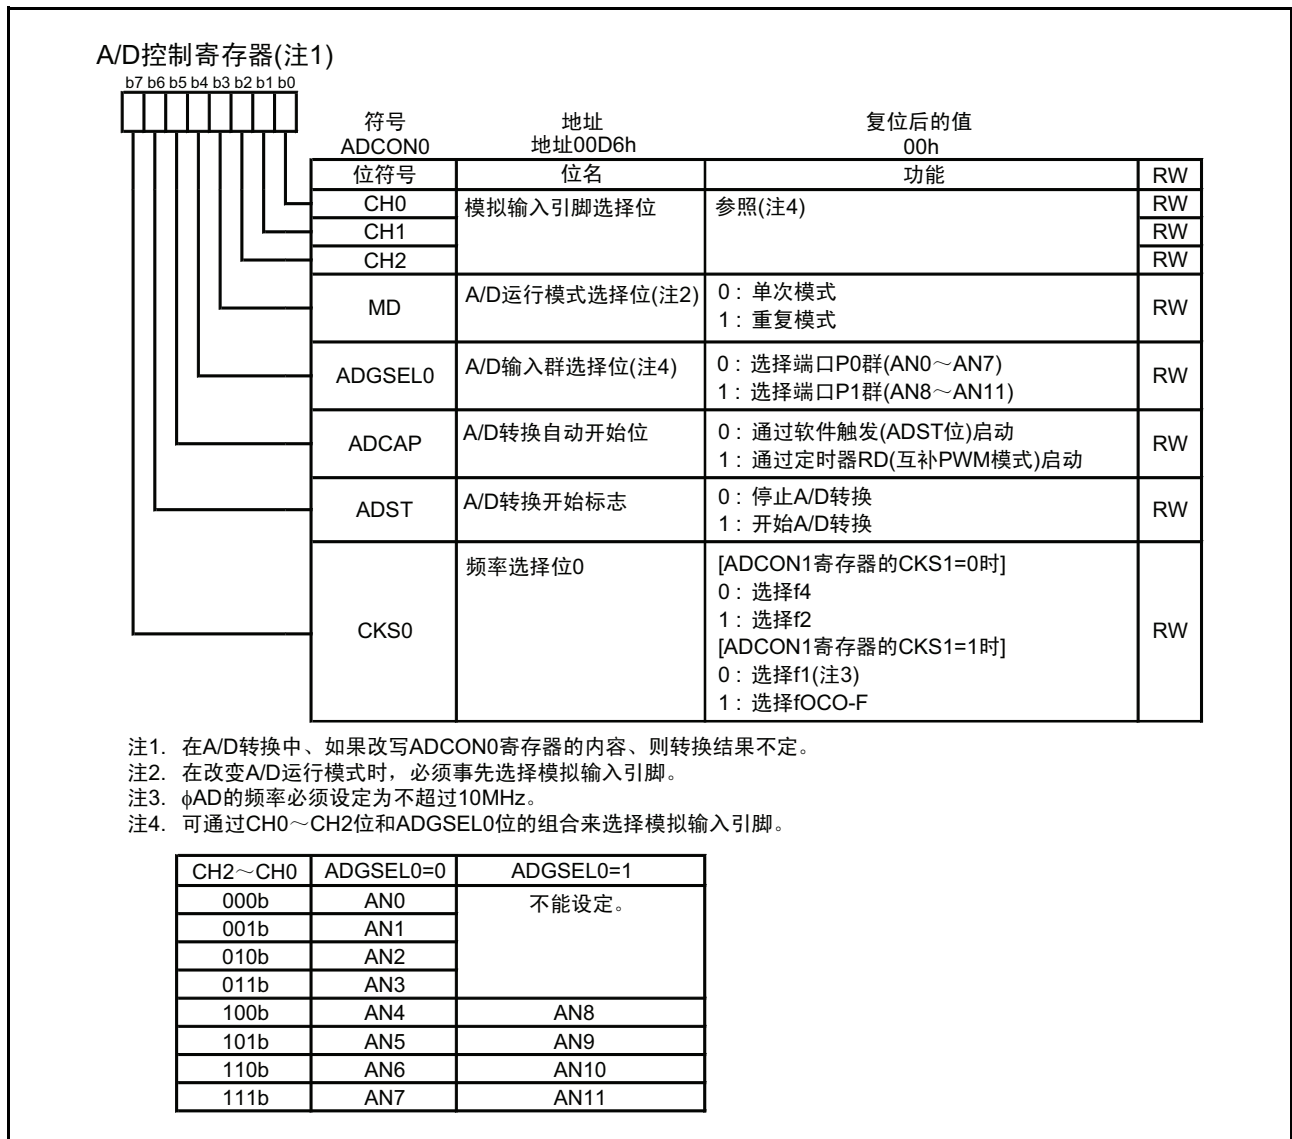 A/D控制寄存器(注1)
b7 b6 b5 b4 b3 b2 b1 b0
符号 地址 复位后的值
ADCON0 地址00D6h 00h
位符号 位名 功能 RW
CH0 模拟输入引脚选择位 参照(注4) RW
CH1 RW
CH2 RW
MD A/D运行模式选择位(注2) 0：单次模式 RW
1：重复模式
ADGSEL0 A/D输入群选择位(注4) 0：选择端口P0群(AN0～AN7) RW
1：选择端口P1群(AN8～AN11)
ADCAP A/D转换自动开始位 0：通过软件触发(ADST位)启动 RW
1：通过定时器RD(互补PWM模式)启动
ADST A/D转换开始标志 0：停止A/D转换 RW
1：开始A/D转换
CKS0 频率选择位0 [ADCON1寄存器的CKS1=0时] RW
0：选择f4
1：选择f2
[ADCON1寄存器的CKS1=1时]
0：选择f1(注3)
1：选择fOCO-F
注1. 在A/D转换中、如果改写ADCON0寄存器的内容、则转换结果不定。
注2. 在改变A/D运行模式时，必须事先选择模拟输入引脚。
注3. ϕAD的频率必须设定为不超过10MHz。
注4. 可通过CH0～CH2位和ADGSEL0位的组合来选择模拟输入引脚。
CH2～CH0 ADGSEL0=0 ADGSEL0=1
000b AN0 不能设定。
001b AN1
010b AN2
011b AN3
100b AN4 AN8
101b AN5 AN9
110b AN6 AN10
111b AN7 AN11